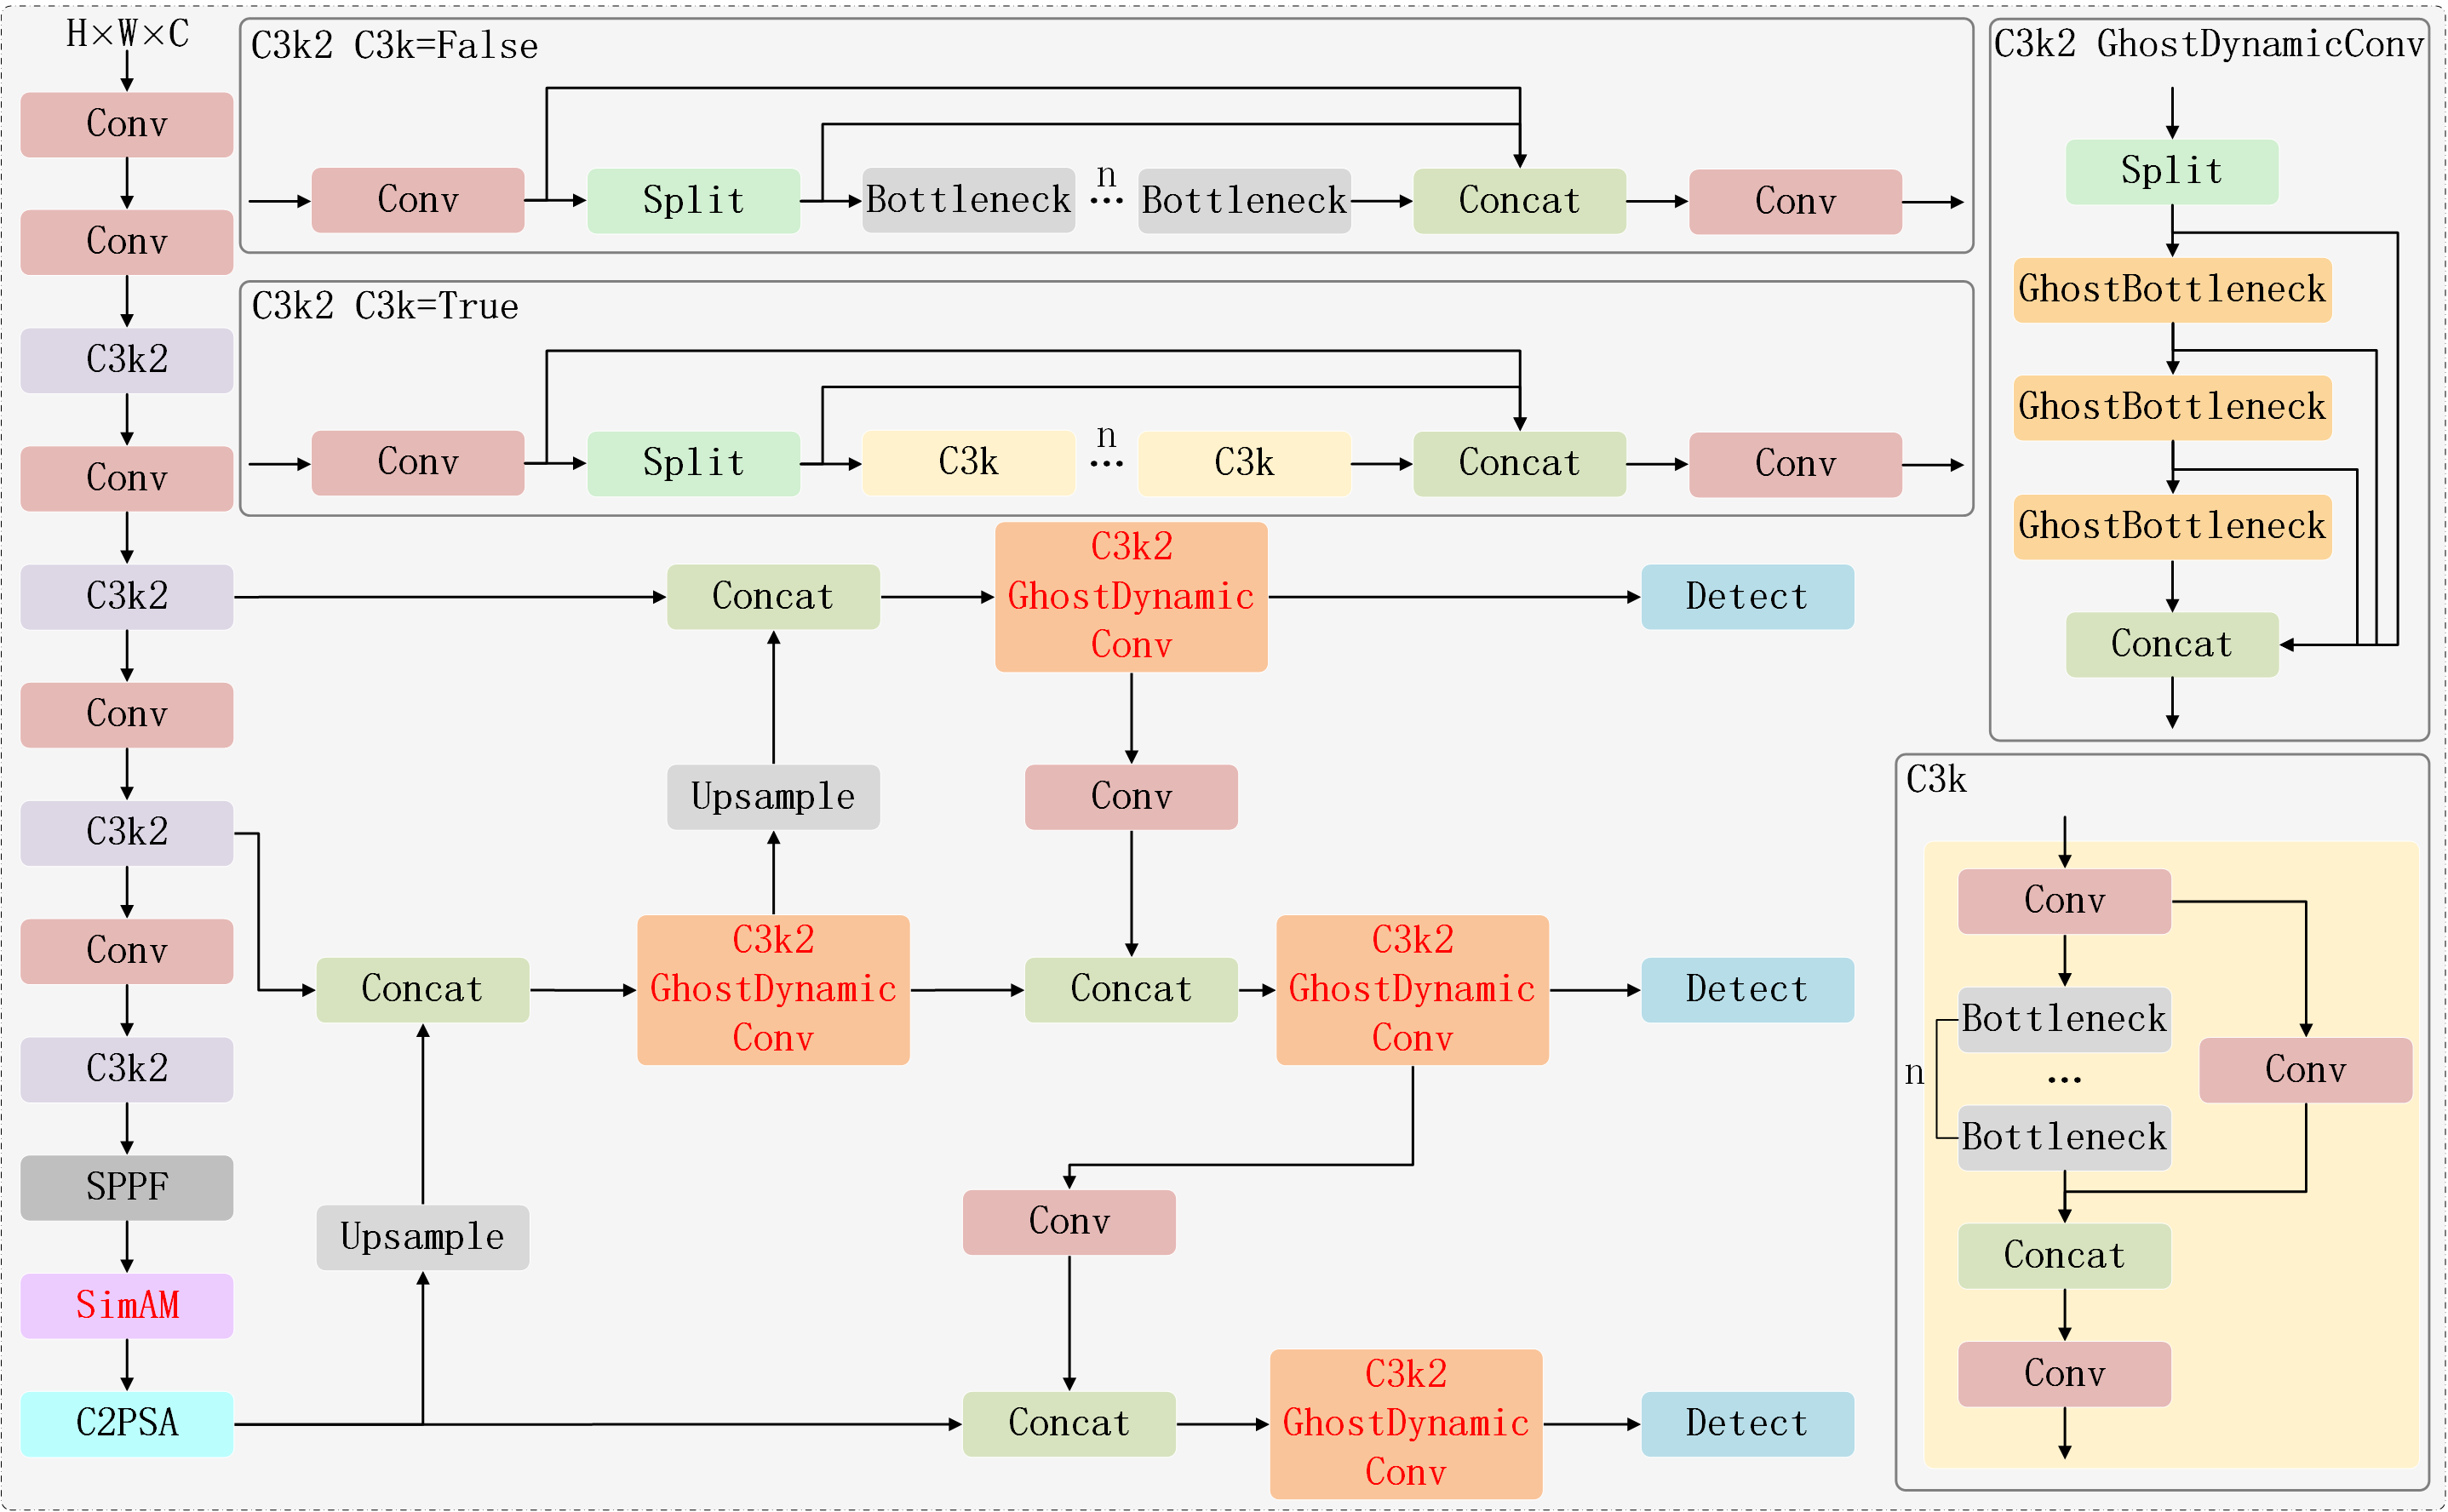 H×W×C
Conv
Conv
C3k2
Conv
C3k2
Conv
C3k2
Conv
C3k2
SPPF
SimAM
C2PSA
C3k2 C3k=False
Conv
Split
Bottleneck
n
...
Bottleneck
Concat
Conv
C3k2 C3k=True
Conv
Split
C3k
n
...
C3k
Concat
Conv
Concat
C3k2
GhostDynamic
Conv
Detect
Upsample
Conv
Concat
C3k2
GhostDynamic
Conv
Concat
C3k2
GhostDynamic
Conv
Detect
Upsample
Conv
Concat
C3k2
GhostDynamic
Conv
Detect
C3k2 GhostDynamicConv
Split
GhostBottleneck
GhostBottleneck
GhostBottleneck
Concat
C3k
Conv
Bottleneck
n
...
Conv
Bottleneck
Concat
Conv